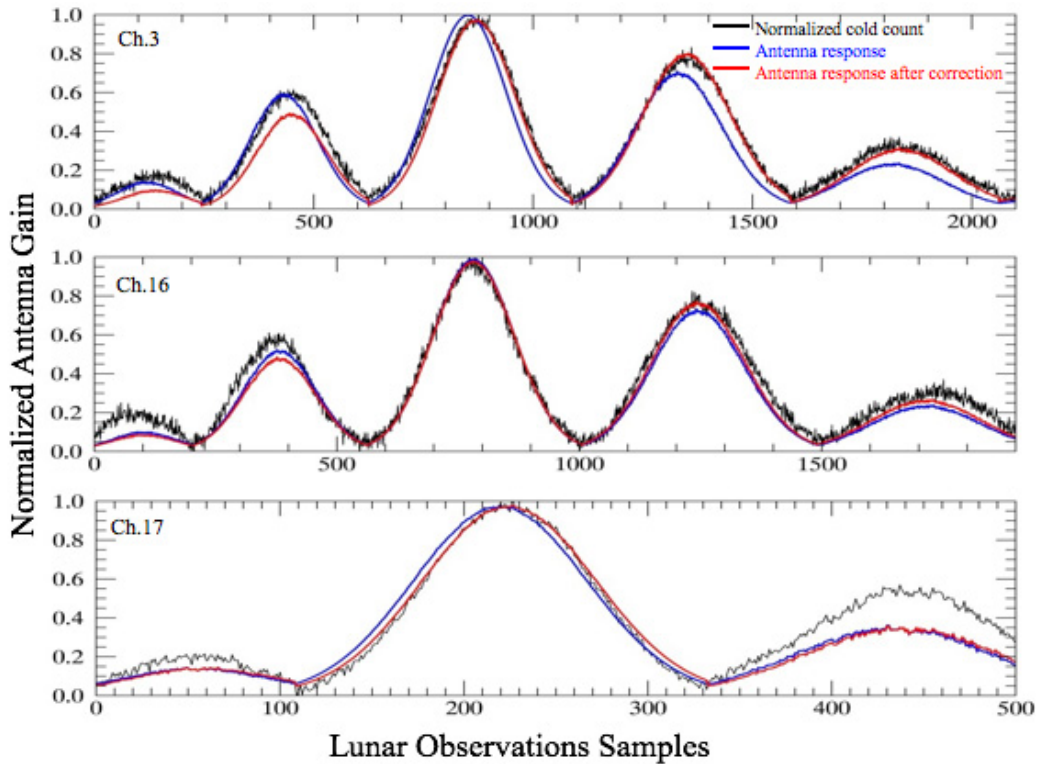 Normalized Antenna Gain
1.0
0.8
0.6
0.4
0.2
0.0
Ch.3
Normalized cold count
Antenna response
Antenna response after correction
0 500 1000 1500 2000
1.0
0.8
0.6
0.4
0.2
0.0
Ch.16
0 500 1000 1500
1.0
0.8
0.6
0.4
0.2
0.0
Ch.17
0 100 200 300 400 500
Lunar Observations Samples